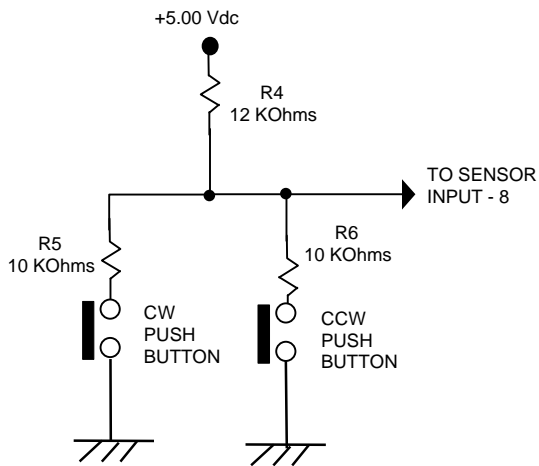 +5.00 Vdc
R4
12 KOhms
TO SENSOR
INPUT - 8
R5
10 KOhms
R6
10 KOhms
CW
PUSH
BUTTON
CCW
PUSH
BUTTON